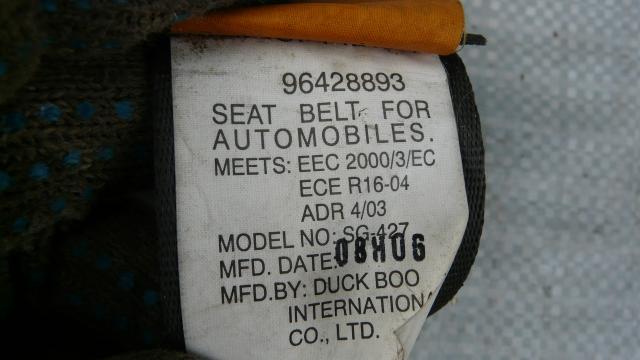 96428893
SEAT BELT FOR
AUTOMOBILES.
MEETS: EEC 2000/3/EC
ECE R16-04
ADR 4/03
MODEL NO: SG-427
MFD. DATE: 08H06
MFD.BY: DUCK BOO
INTERNATIONA
CO., LTD.